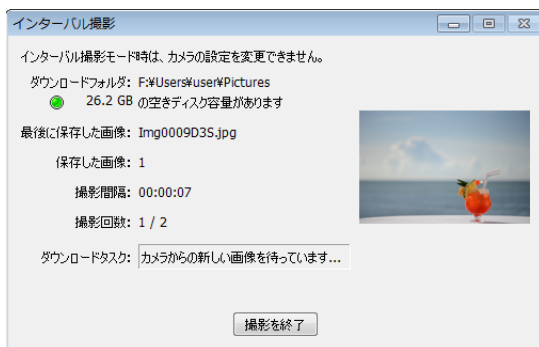 インターバル撮影
インターバル撮影モード時は、カメラの設定を変更できません。
ダウンロードフォルダ: F:¥Users¥user¥Pictures
26.2 GB の空きディスク容量があります
最後に保存した画像: Img0009D3S.jpg
保存した画像: 1
撮影間隔: 00:00:07
撮影回数: 1 / 2
ダウンロードタスク: カメラからの新しい画像を待っています...
撮影を終了